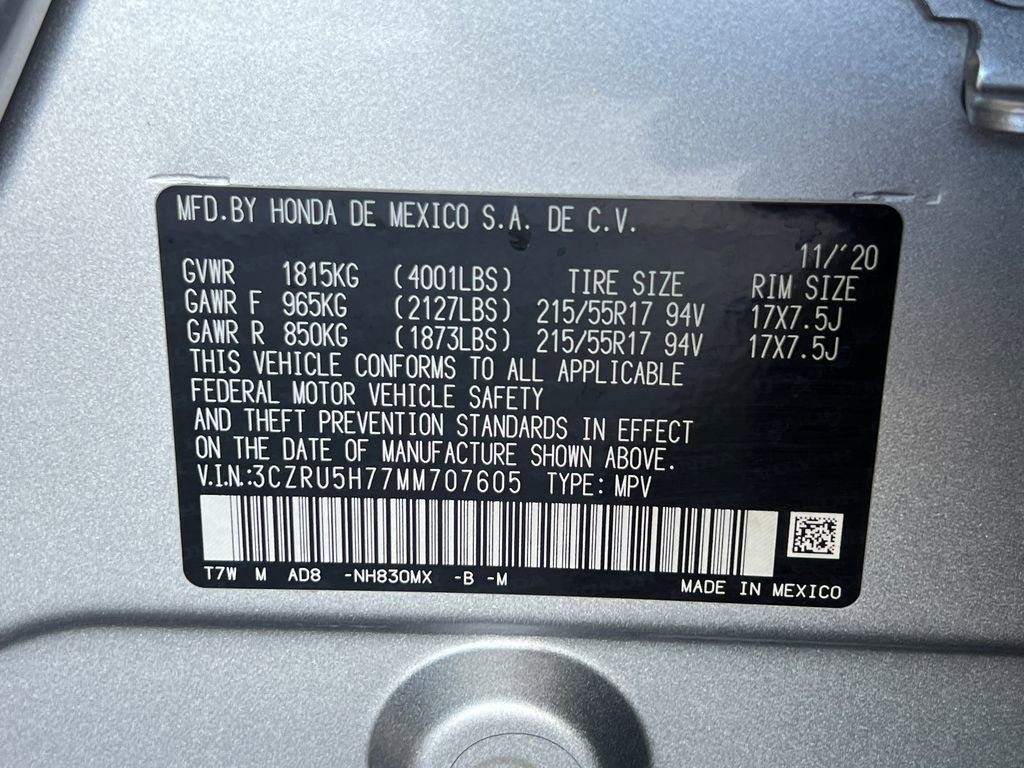 MFD.BY HONDA DE MEXICO S.A. DE C.V.
11/'20
GVWR 1815KG (4001LBS) TIRE SIZE RIM SIZE
GAWR F 965KG (2127LBS) 215/55R17 94V 17X7.5J
GAWR R 850KG (1873LBS) 215/55R17 94V 17X7.5J
THIS VEHICLE CONFORMS TO ALL APPLICABLE
FEDERAL MOTOR VEHICLE SAFETY
AND THEFT PREVENTION STANDARDS IN EFFECT
ON THE DATE OF MANUFACTURE SHOWN ABOVE.
V.I.N.:3CZRU5H77MM707605 TYPE: MPV
T7W M AD8 -NH830MX -B -M
MADE IN MEXICO